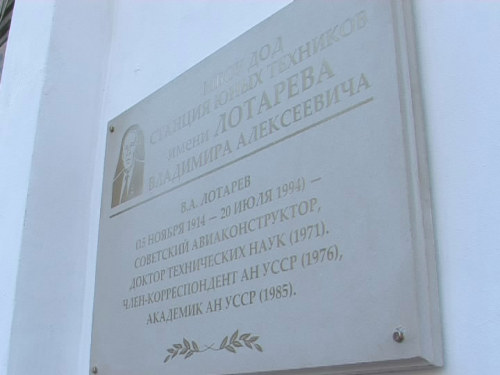 ДОД
СТАНЦИЯ ЮНЫХ ТЕХНИКОВ
имени ЛОТАРЕВА
ВЛАДИМИРА АЛЕКСЕЕВИЧА
В.А. ЛОТАРЕВ
(15 НОЯБРЯ 1914 — 20 ИЮЛЯ 1994) —
СОВЕТСКИЙ АВИАКОНСТРУКТОР,
ДОКТОР ТЕХНИЧЕСКИХ НАУК (1971).
ЧЛЕН-КОРРЕСПОНДЕНТ АН УССР (1976),
АКАДЕМИК АН УССР (1985).